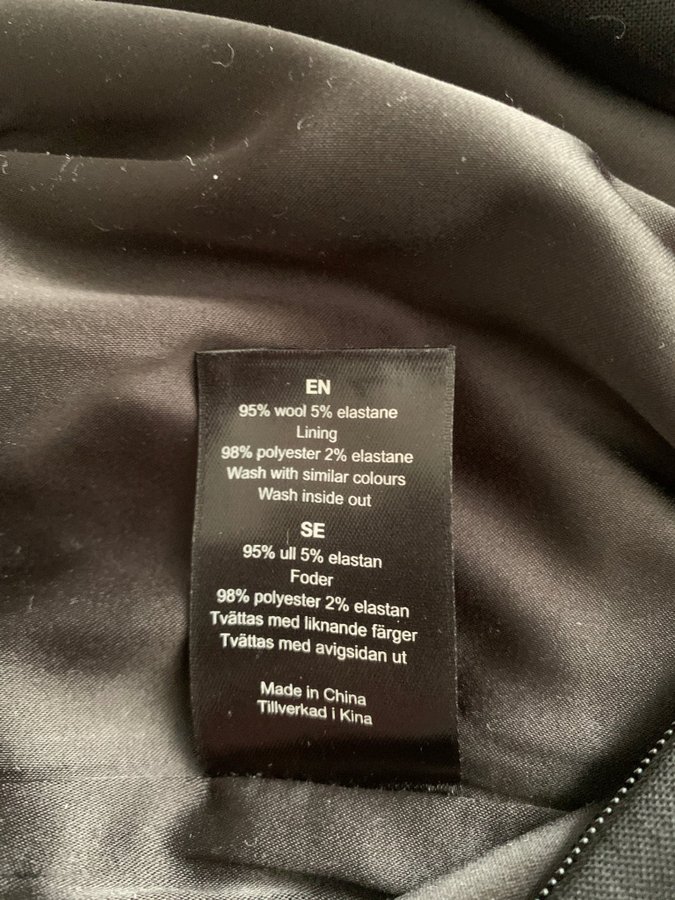 EN
95% wool 5% elastane
Lining
98% polyester 2% elastane
Wash with similar colours
Wash inside out
SE
95% ull 5% elastan
Foder
98% polyester 2% elastan
Tvättas med liknande färger
Tvättas med avigsidan ut
Made in China
Tillverkad i Kina